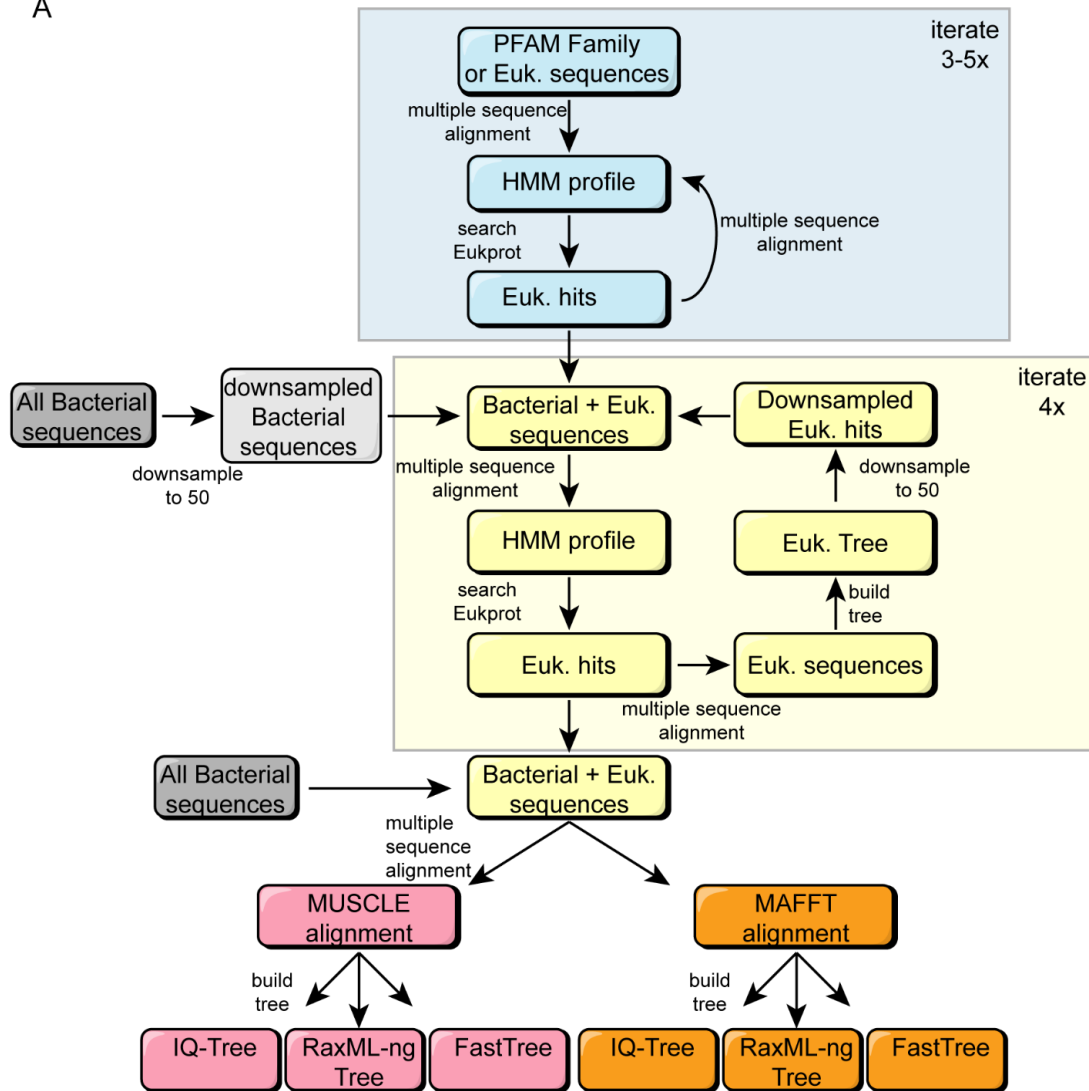 A
iterate
3-5x
PFAM Family
or Euk. sequences
multiple sequence
alignment
HMM profile
search
Eukprot
multiple sequence
alignment
Euk. hits
iterate
4x
All Bacterial
sequences
downsample
to 50
downsampled
Bacterial
sequences
Bacterial + Euk.
sequences
Downsampled
Euk. hits
multiple sequence
alignment
downsample
to 50
HMM profile
Euk. Tree
search
Eukprot
build
tree
Euk. hits
Euk. sequences
multiple sequence
alignment
All Bacterial
sequences
Bacterial + Euk.
sequences
multiple
sequence
alignment
MUSCLE
alignment
MAFFT
alignment
build
tree
build
tree
IQ-Tree
RaxML-ng
Tree
FastTree
IQ-Tree
RaxML-ng
Tree
FastTree